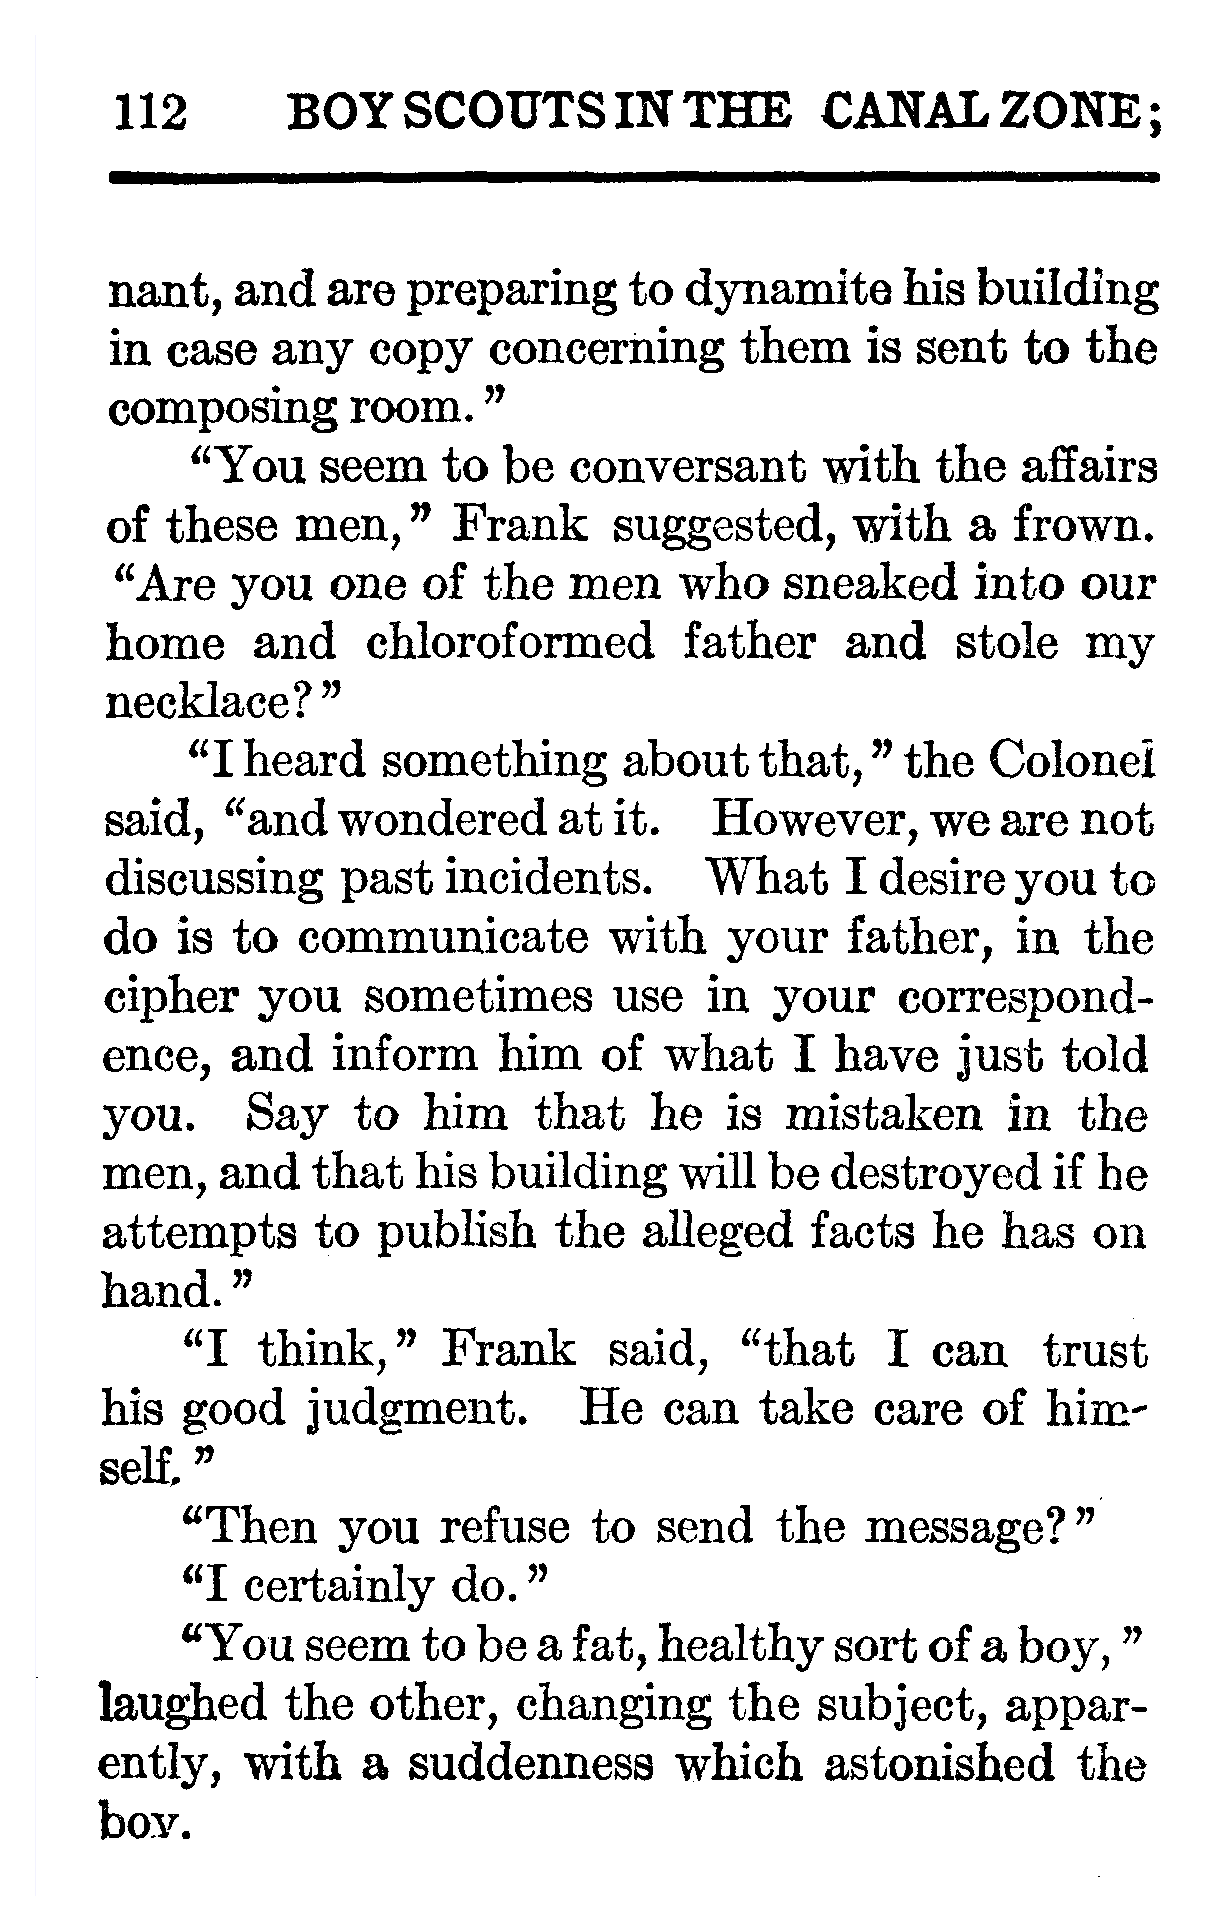 112 BOY SCOUTS IN THE CANAL ZONE;
nant, and are preparing to dynamite his building
in case any copy concerning them is sent to the
composing room.”
“You seem to be conversant with the affairs
of these men,” Frank suggested, with a frown.
“Are you one of the men who sneaked into our
home and chloroformed father and stole my
necklace?”
“I heard something about that,” the Colonel
said, “and wondered at it. However, we are not
discussing past incidents. What I desire you to
do is to communicate with your father, in the
cipher you sometimes use in your correspond-
ence, and inform him of what I have just told
you. Say to him that he is mistaken in the
men, and that his building will be destroyed if he
attempts to publish the alleged facts he has on
hand.”
“I think,” Frank said, “that I can trust
his good judgment. He can take care of him-
self.”
“Then you refuse to send the message?”
“I certainly do.”
“You seem to be a fat, healthy sort of a boy,”
laughed the other, changing the subject, appar-
ently, with a suddenness which astonished the
boy.